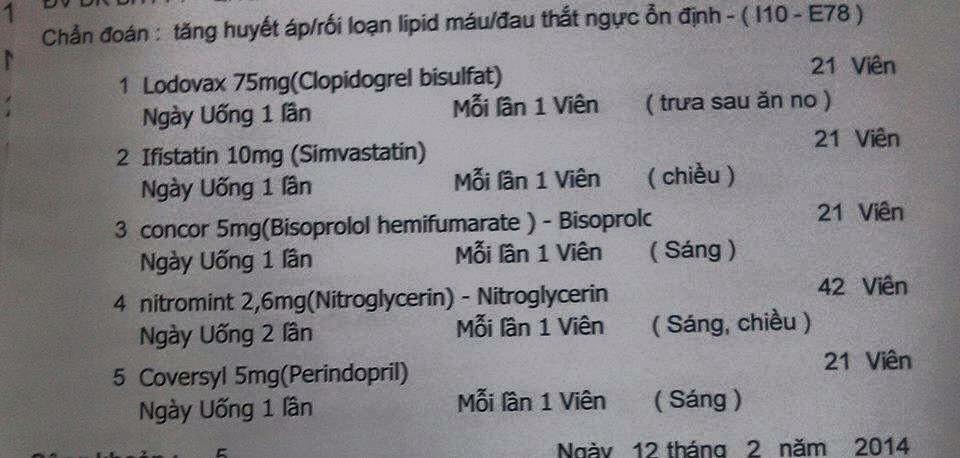 Chẩn đoán : tăng huyết áp/rối loạn lipid máu/đau thắt ngực ổn định - ( I10 - E78 )
1 Lodovax 75mg(Clopidogrel bisulfat) 21 Viên
Ngày Uống 1 lần Mỗi lần 1 Viên ( trưa sau ăn no )
2 Ifistatin 10mg (Simvastatin) 21 Viên
Ngày Uống 1 lần Mỗi lần 1 Viên ( chiều )
3 concor 5mg(Bisoprolol hemifumarate ) - Bisoprolc 21 Viên
Ngày Uống 1 lần Mỗi lần 1 Viên ( Sáng )
4 nitromint 2,6mg(Nitroglycerin) - Nitroglycerin 42 Viên
Ngày Uống 2 lần Mỗi lần 1 Viên ( Sáng, chiều )
5 Coversyl 5mg(Perindopril) 21 Viên
Ngày Uống 1 lần Mỗi lần 1 Viên ( Sáng )
5 Ngày 12 tháng 2 năm 2014